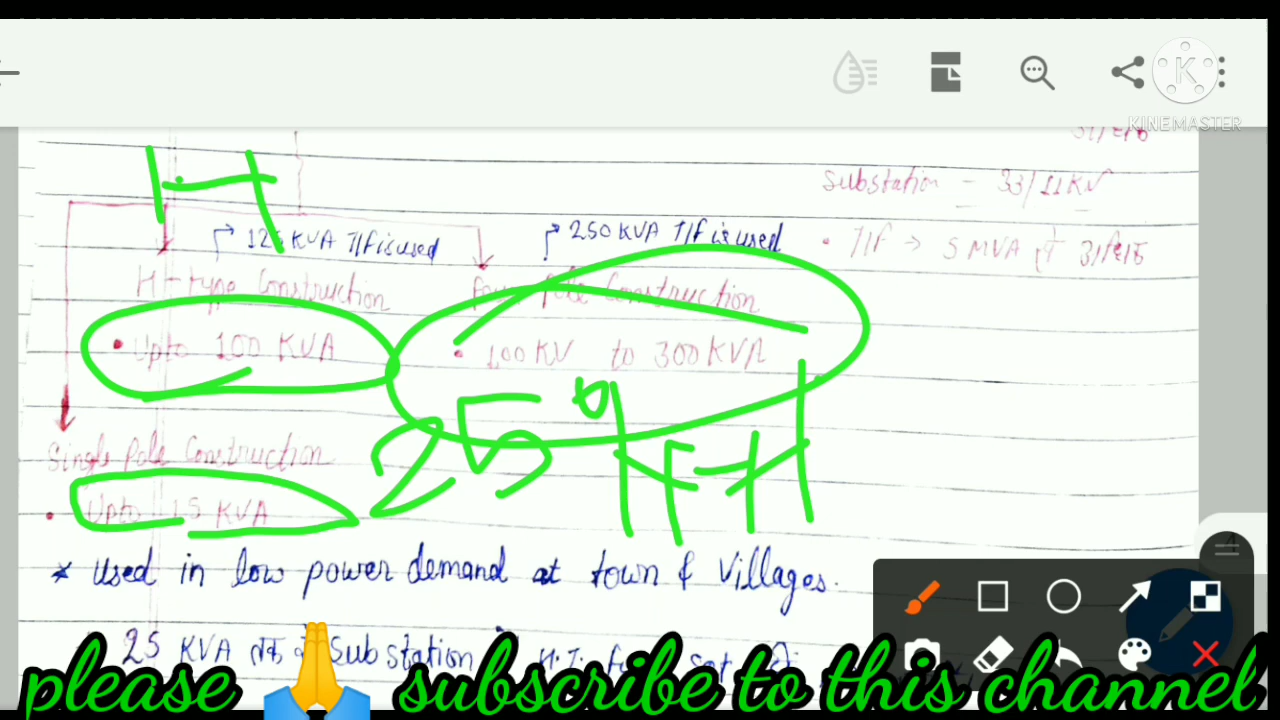 KINEMASTER
Substation - 33/11KV
125 KVA T/F is used
250 KVA T/F is used
• T/F → 5 MVA
H-type Construction
four pole Construction
• Upto 100 KVA
• 100 KV to 300 KVA
H
250
Single pole Construction
• Upto 15 KVA
* used in low power demand at town & Villages.
25 KVA तक Substation
please 🙏 subscribe to this channel